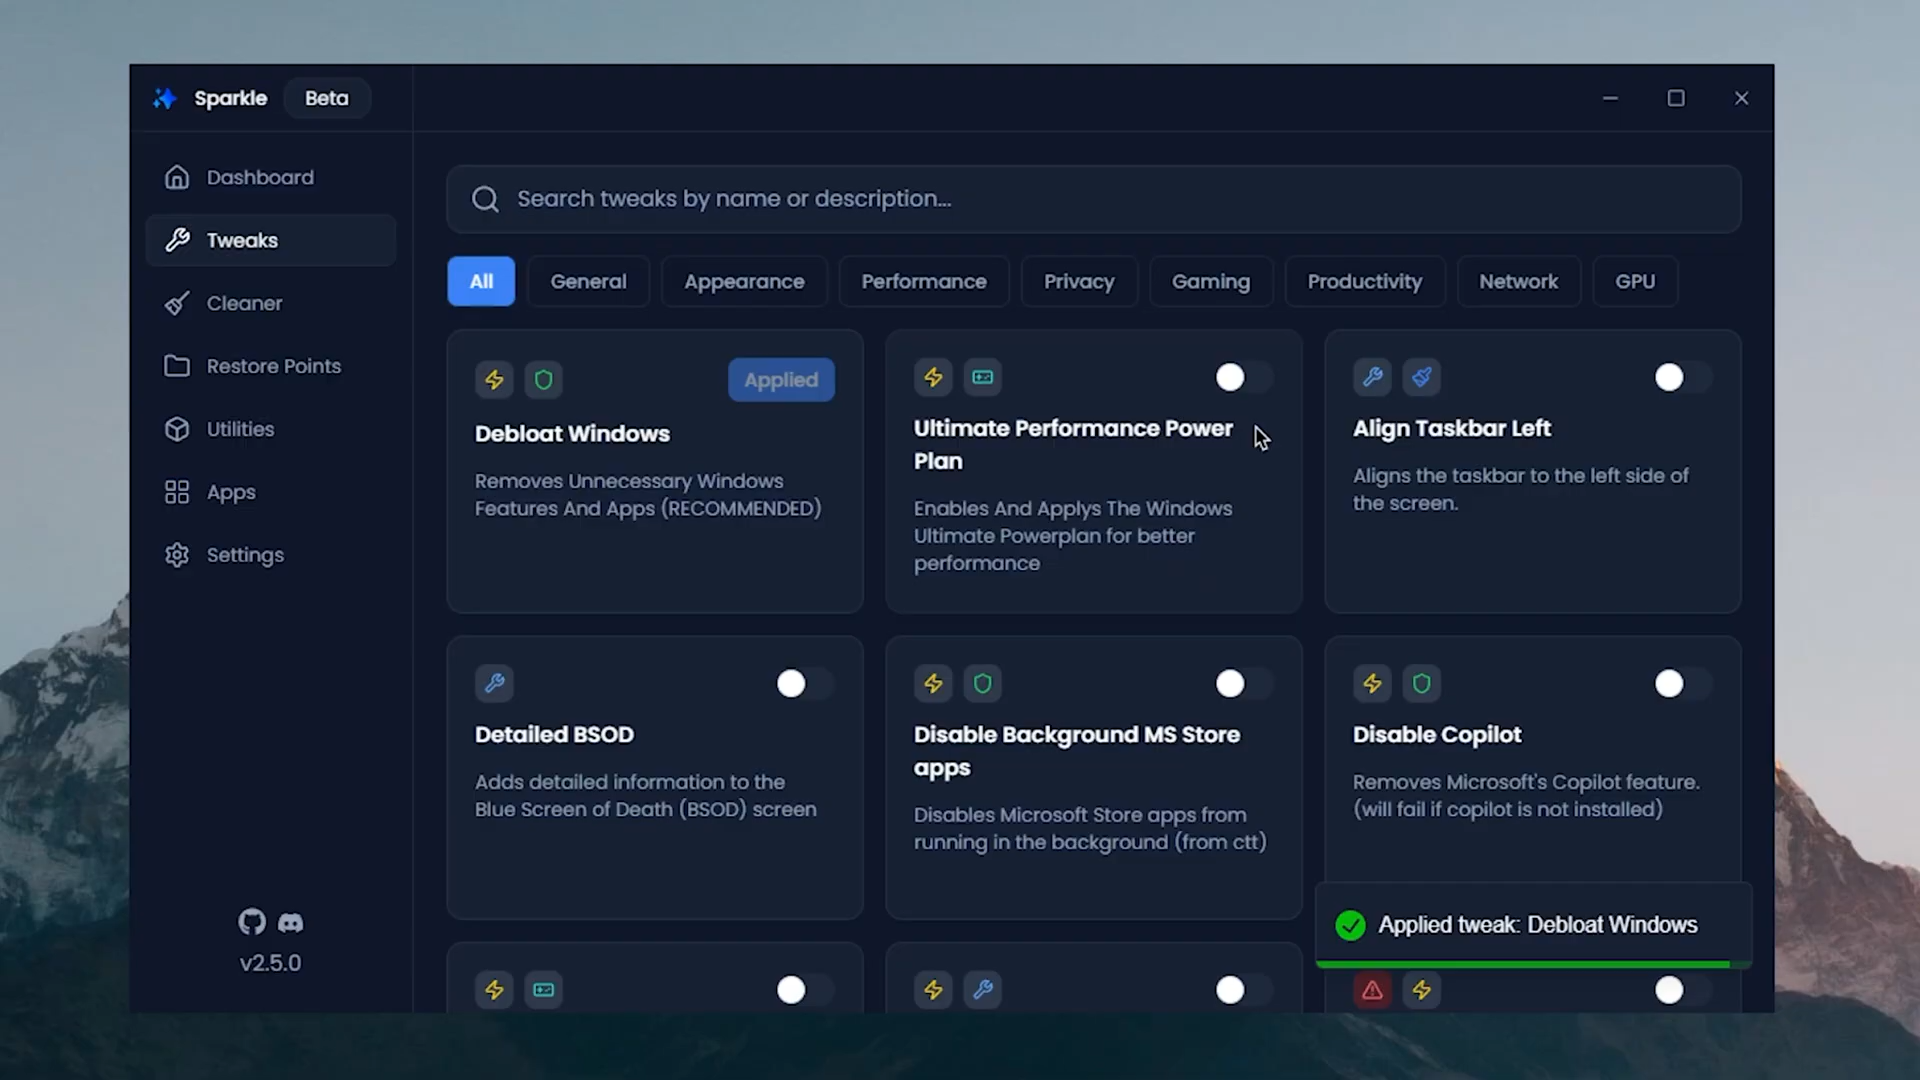 Sparkle Beta
Dashboard
Tweaks
Cleaner
Restore Points
Utilities
Apps
Settings
v2.5.0
Search tweaks by name or description...
All General Appearance Performance Privacy Gaming Productivity Network GPU
Applied
Debloat Windows
Removes Unnecessary Windows
Features And Apps (RECOMMENDED)
Ultimate Performance Power
Plan
Enables And Applys The Windows
Ultimate Powerplan for better
performance
Align Taskbar Left
Aligns the taskbar to the left side of
the screen.
Detailed BSOD
Adds detailed information to the
Blue Screen of Death (BSOD) screen
Disable Background MS Store
apps
Disables Microsoft Store apps from
running in the background (from ctt)
Disable Copilot
Removes Microsoft's Copilot feature.
(will fail if copilot is not installed)
Applied tweak: Debloat Windows